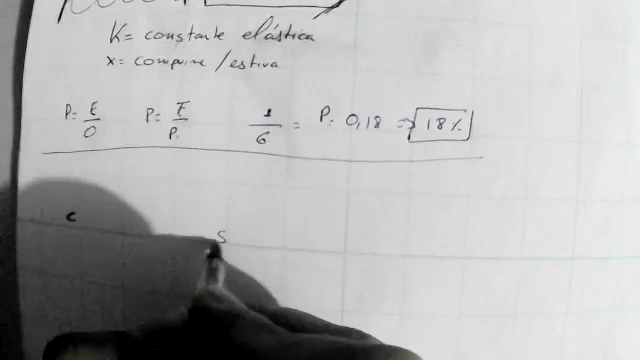 K= constante elástica
x= comprime /estira
P= E/O P= E/P. 1/6 = P= 0,18 => 18%
c
S